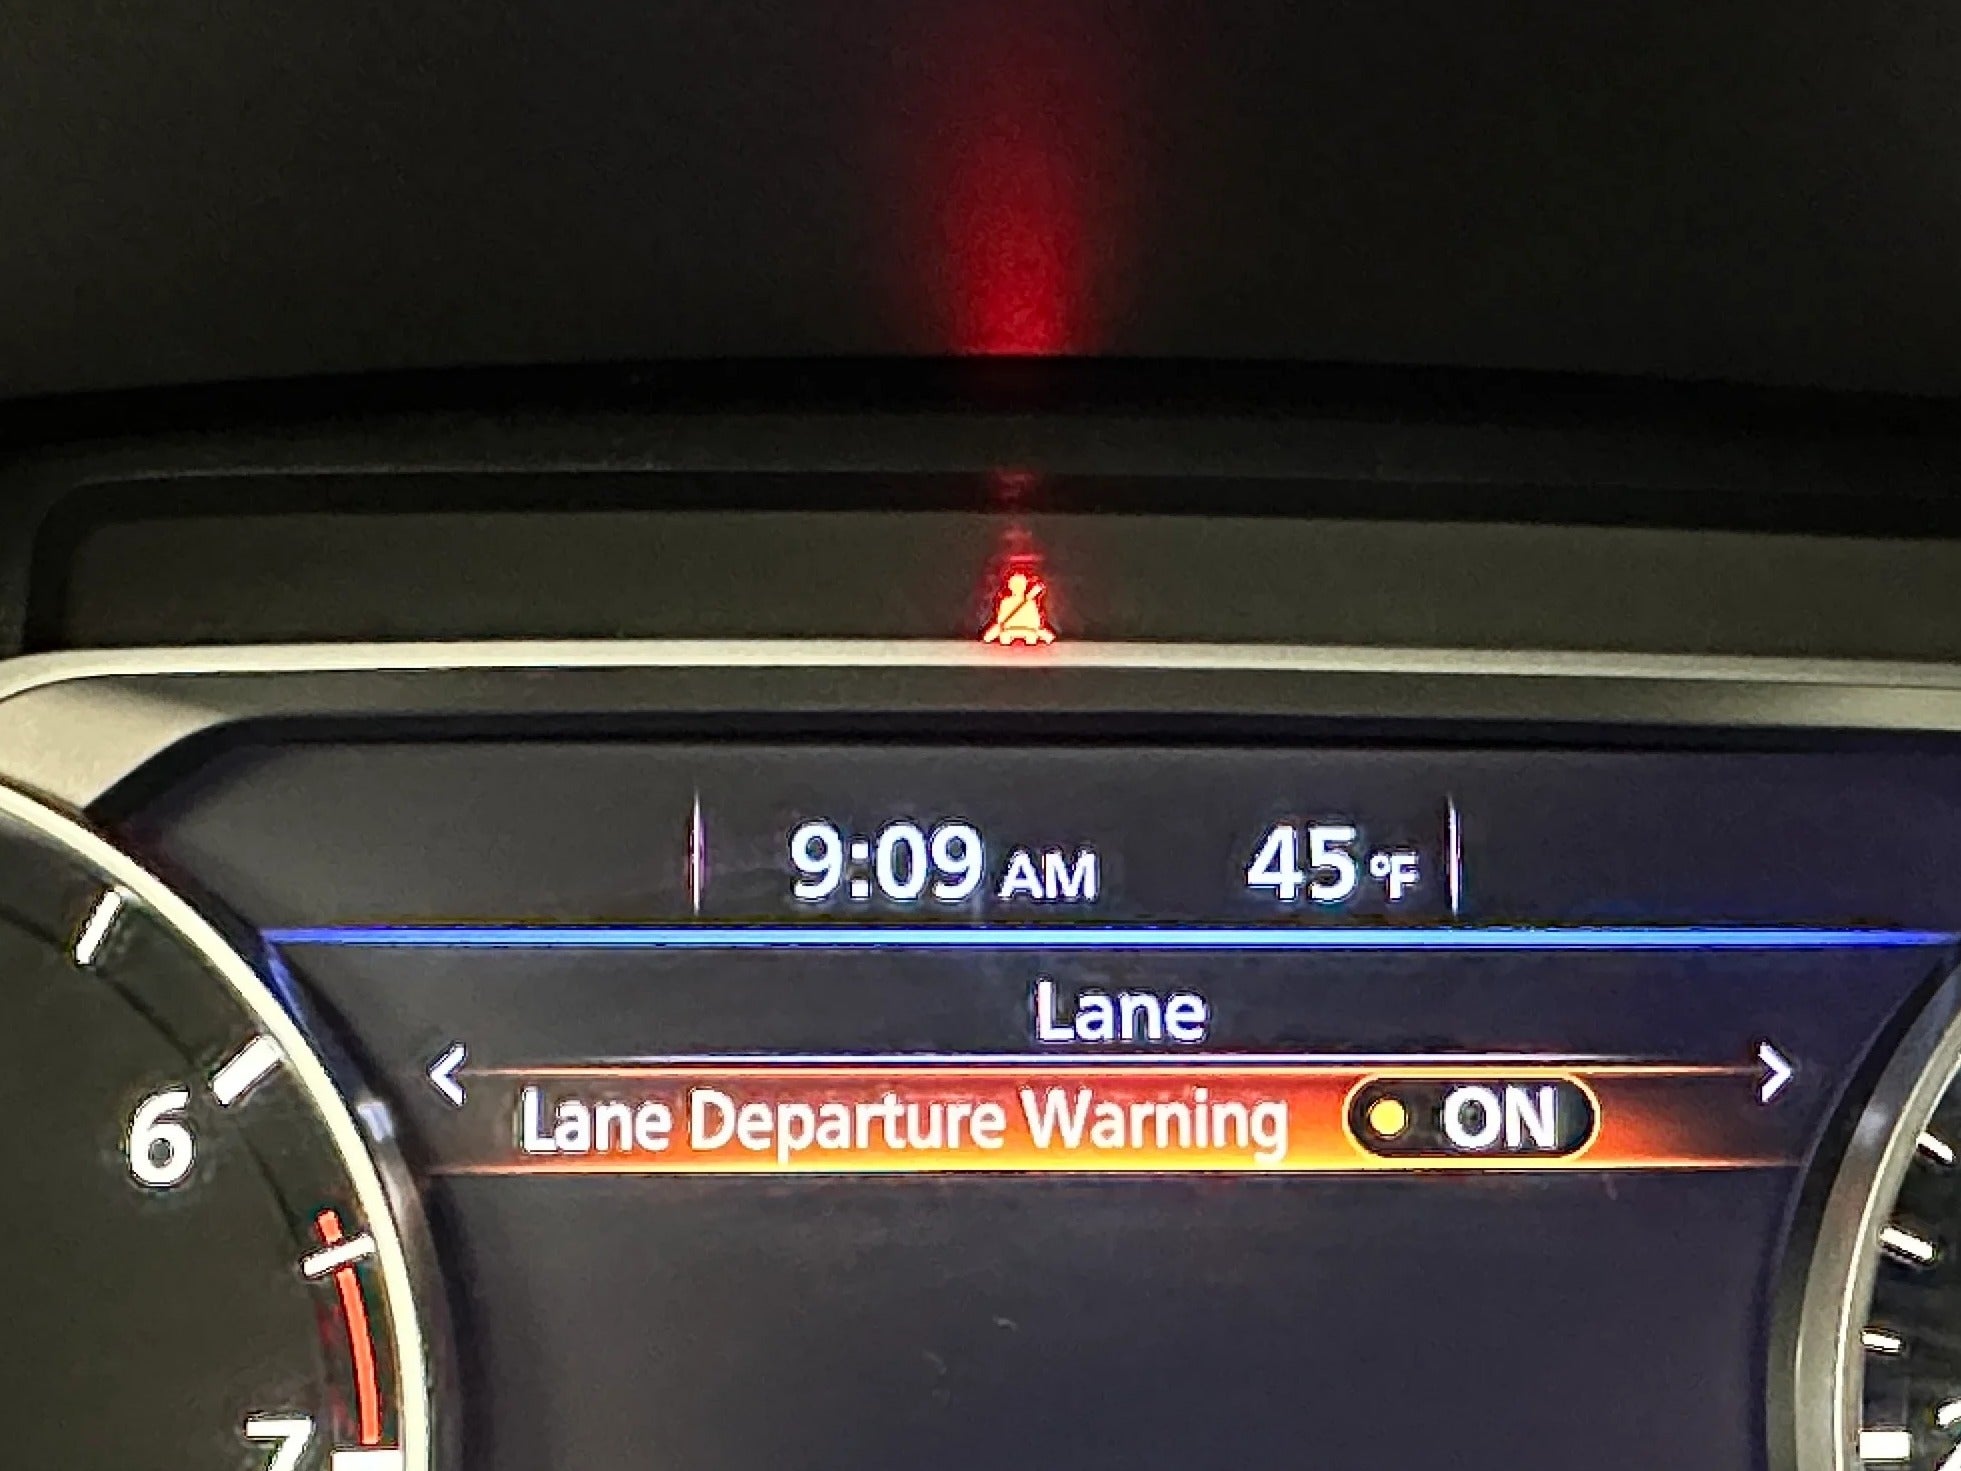 9:09 AM 45°F
Lane
< Lane Departure Warning ON >
6
7